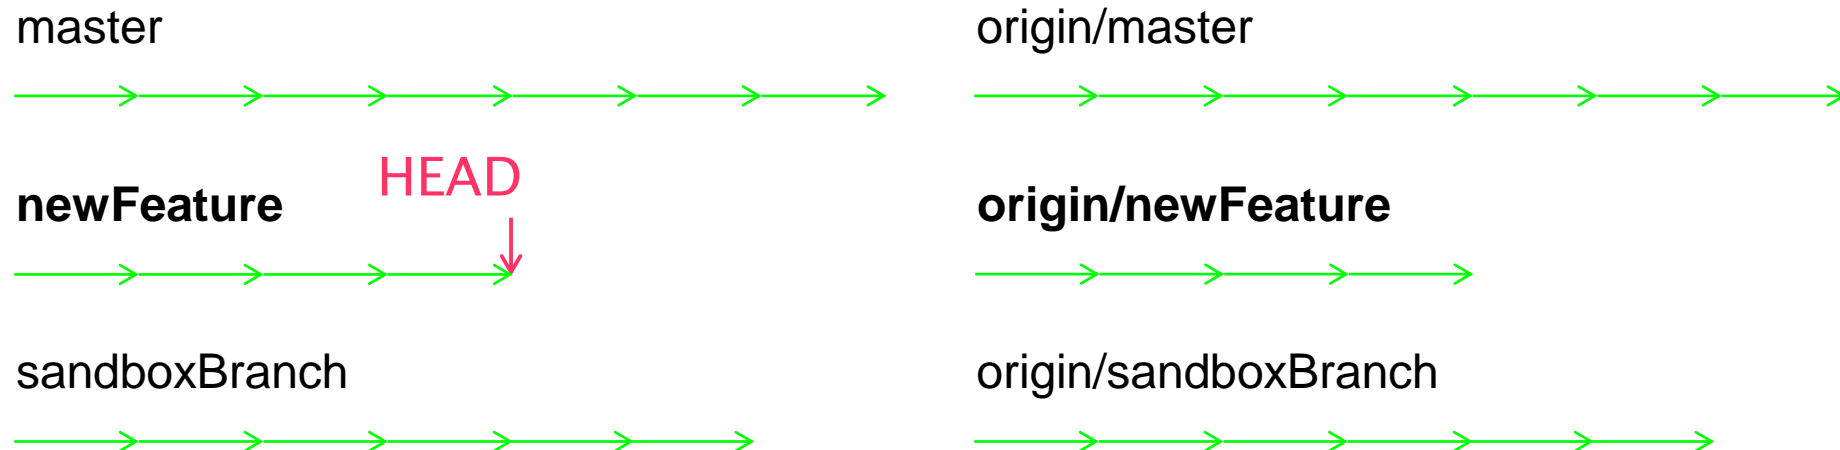 master
origin/master
HEAD
newFeature
origin/newFeature
sandboxBranch
origin/sandboxBranch